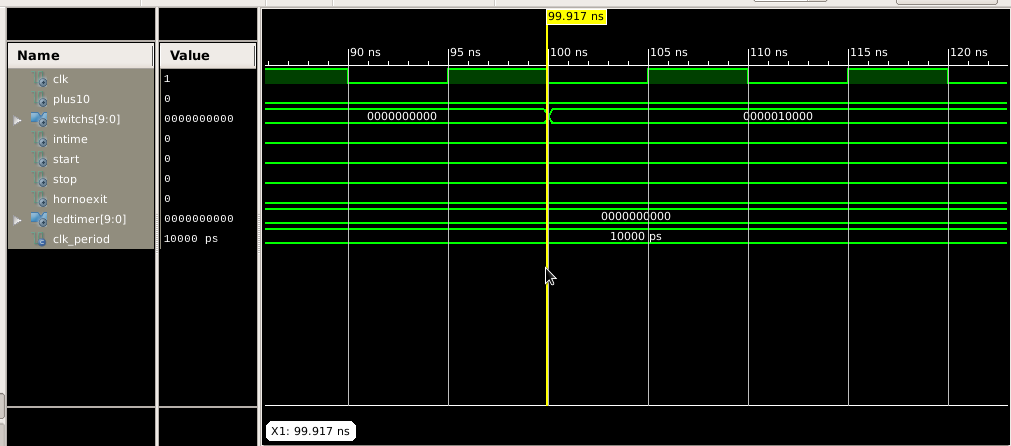 99.917 ns
Name Value 90 ns 95 ns 100 ns 105 ns 110 ns 115 ns 120 ns
clk 1
plus10 0
switchs[9:0] 0000000000 0000000000 0000010000
intime 0
start 0
stop 0
hornoexit 0
ledtimer[9:0] 0000000000 0000000000
clk_period 10000 ps 10000 ps
X1: 99.917 ns